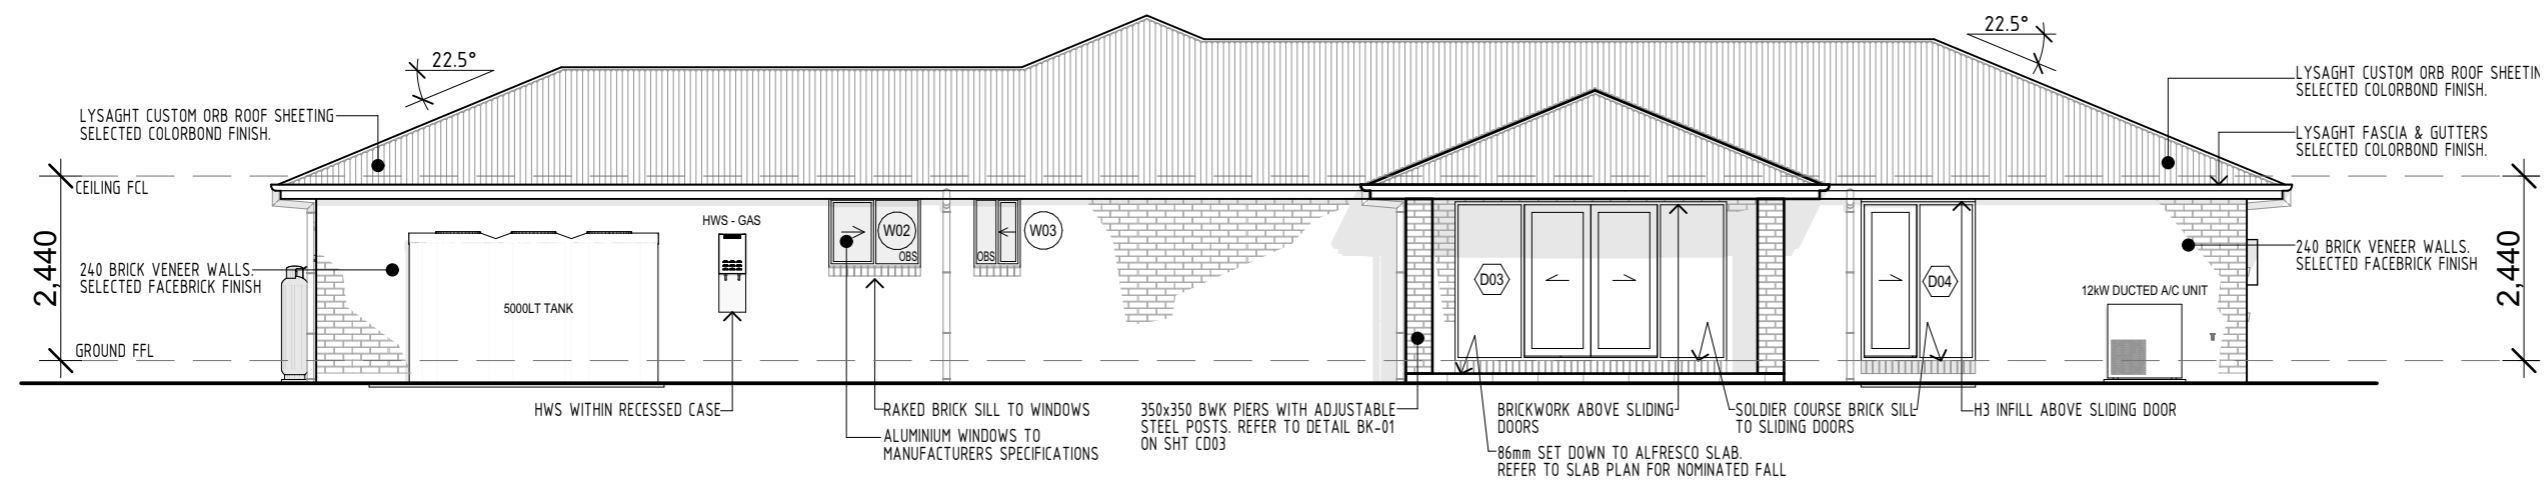 22.5°
22.5°
LYSAGHT CUSTOM ORB ROOF SHEETING
SELECTED COLORBOND FINISH.
LYSAGHT CUSTOM ORB ROOF SHEETIN
SELECTED COLORBOND FINISH.
LYSAGHT FASCIA & GUTTERS
SELECTED COLORBOND FINISH.
CEILING FCL
2,440
240 BRICK VENEER WALLS.
SELECTED FACEBRICK FINISH
GROUND FFL
5000LT TANK
HWS - GAS
W02
OBS
OBS
W03
D03
D04
12kW DUCTED A/C UNIT
240 BRICK VENEER WALLS.
SELECTED FACEBRICK FINISH
2,440
HWS WITHIN RECESSED CASE
RAKED BRICK SILL TO WINDOWS
ALUMINIUM WINDOWS TO
MANUFACTURERS SPECIFICATIONS
350x350 BWK PIERS WITH ADJUSTABLE
STEEL POSTS. REFER TO DETAIL BK-01
ON SHT CD03
BRICKWORK ABOVE SLIDING
DOORS
86mm SET DOWN TO ALFRESCO SLAB.
REFER TO SLAB PLAN FOR NOMINATED FALL
SOLDIER COURSE BRICK SILL
TO SLIDING DOORS
H3 INFILL ABOVE SLIDING DOOR